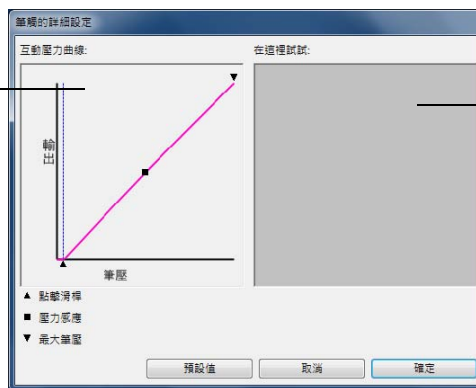 筆觸的詳細設定
互動壓力曲線:
在這裡試試:
輸出
筆壓
▲ 點擊滑桿
■ 壓力感應
▼ 最大筆壓
預設值
取消
確定